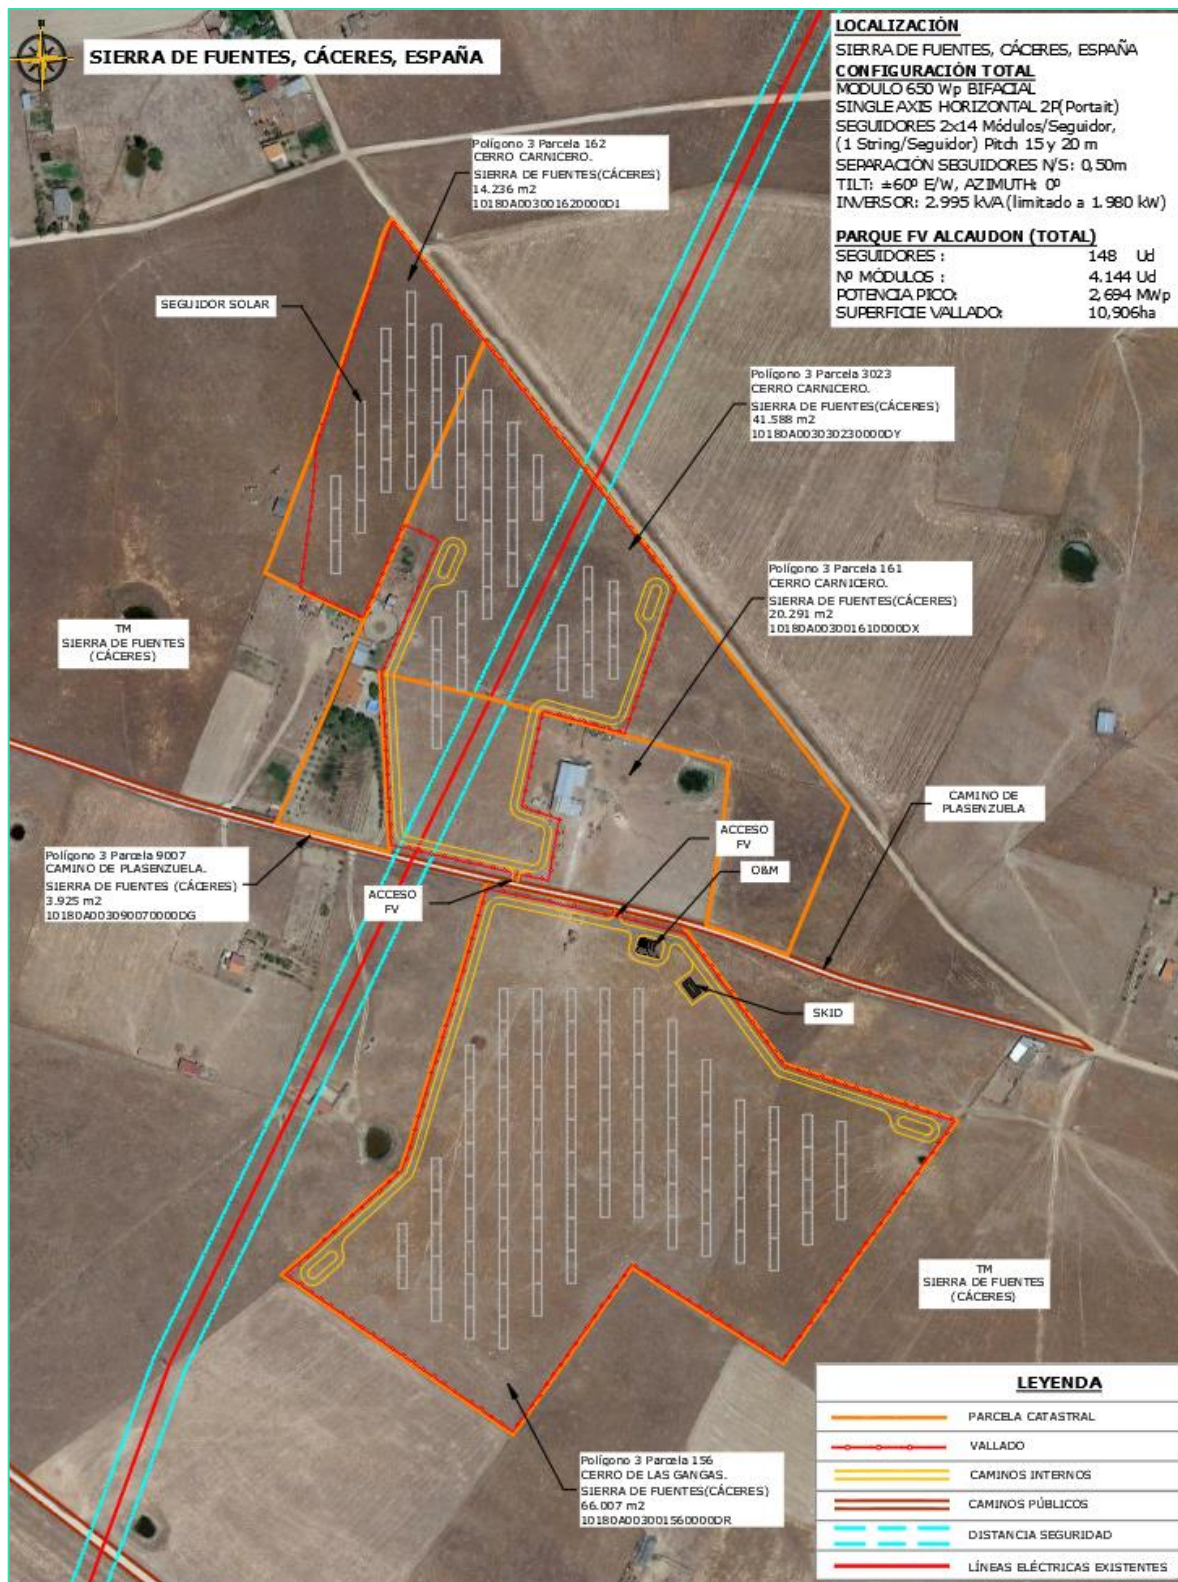 SIERRA DE FUENTES, CÁCERES, ESPAÑA
LOCALIZACIÓN
SIERRA DE FUENTES, CÁCERES, ESPAÑA
CONFIGURACIÓN TOTAL
MODULO 650 Wp BIFACIAL
SINGLE AXIS HORIZONTAL 2P(Portait)
SEGUIDORES 2x14 Módulos/Seguidor,
(1 String/Seguidor) Pitch 15 y 20 m
SEPARACIÓN SEGUIDORES N/S: 0,50m
TILT: ±60º E/W, AZIMUTH: 0º
INVERSOR: 2.995 kVA (limitado a 1.980 kW)
PARQUE FV ALCAUDON (TOTAL)
SEGUIDORES : 148 Ud
Nº MÓDULOS : 4.144 Ud
POTENCIA PICO: 2,694 MWp
SUPERFICIE VALLADO: 10,906ha
Polígono 3 Parcela 162
CERRO CARNICERO.
SIERRA DE FUENTES(CÁCERES)
14.236 m2
10180A003001620000DI
SEGUIDOR SOLAR
Polígono 3 Parcela 3023
CERRO CARNICERO.
SIERRA DE FUENTES(CÁCERES)
41.588 m2
10180A003030230000DY
Polígono 3 Parcela 161
CERRO CARNICERO.
SIERRA DE FUENTES(CÁCERES)
20.291 m2
10180A003001610000DX
TM
SIERRA DE FUENTES
(CÁCERES)
CAMINO DE
PLASENZUELA
ACCESO
FV
O&M
Polígono 3 Parcela 9007
CAMINO DE PLASENZUELA.
SIERRA DE FUENTES (CÁCERES)
3.925 m2
10180A003090070000DG
ACCESO
FV
SKID
TM
SIERRA DE FUENTES
(CÁCERES)
Polígono 3 Parcela 156
CERRO DE LAS GANGAS.
SIERRA DE FUENTES(CÁCERES)
66.007 m2
10180A003001560000DR
LEYENDA
PARCELA CATASTRAL
VALLADO
CAMINOS INTERNOS
CAMINOS PÚBLICOS
DISTANCIA SEGURIDAD
LÍNEAS ELÉCTRICAS EXISTENTES